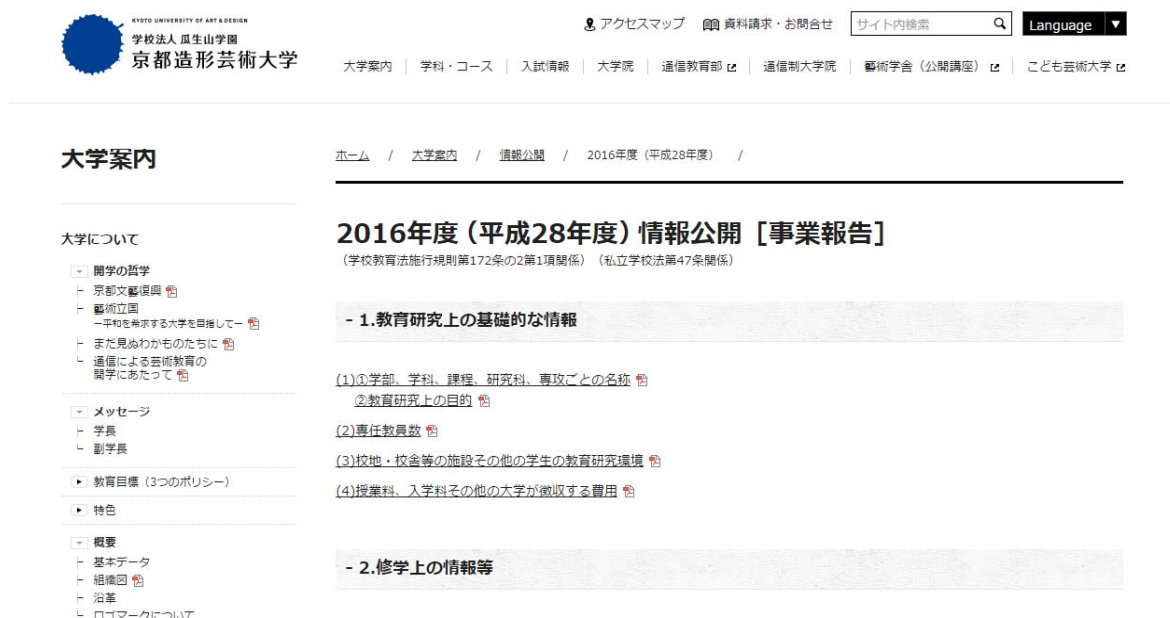 KYOTO UNIVERSITY OF ART & DESIGN
学校法人 瓜生山学園
京都造形芸術大学
アクセスマップ 資料請求・お問合せ サイト内検索 Language ▼
大学案内 | 学科・コース | 入試情報 | 大学院 | 通信教育部 | 通信制大学院 | 藝術学舎（公開講座） | こども芸術大学
大学案内
ホーム / 大学案内 / 情報公開 / 2016年度（平成28年度） /
大学について
開学の哲学
京都文藝復興
藝術立国
ー平和を希求する大学を目指してー
まだ見ぬわかものたちに
通信による芸術教育の
開学にあたって
メッセージ
学長
副学長
教育目標（3つのポリシー）
特色
概要
基本データ
組織図
沿革
ロゴマークについて
2016年度（平成28年度）情報公開［事業報告］
（学校教育法施行規則第172条の2第1項関係）（私立学校法第47条関係）
- 1.教育研究上の基礎的な情報
(1)①学部、学科、課程、研究科、専攻ごとの名称
②教育研究上の目的
(2)専任教員数
(3)校地・校舎等の施設その他の学生の教育研究環境
(4)授業料、入学料その他の大学が徴収する費用
- 2.修学上の情報等